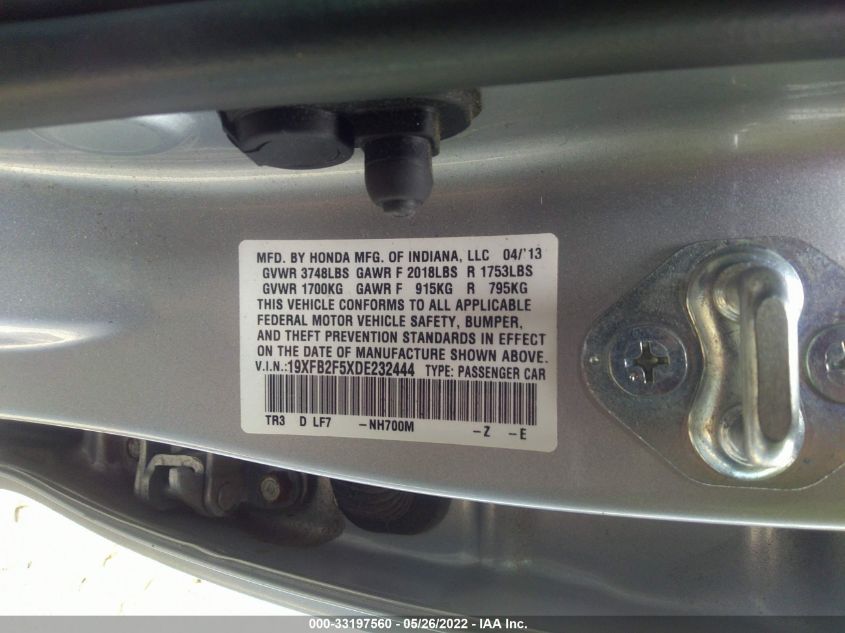 MFD. BY HONDA MFG. OF INDIANA, LLC 04/'13
GVWR 3748LBS GAWR F 2018LBS R 1753LBS
GVWR 1700KG GAWR F 915KG R 795KG
THIS VEHICLE CONFORMS TO ALL APPLICABLE
FEDERAL MOTOR VEHICLE SAFETY, BUMPER,
AND THEFT PREVENTION STANDARDS IN EFFECT
ON THE DATE OF MANUFACTURE SHOWN ABOVE.
V.I.N.:19XFB2F5XDE232444 TYPE: PASSENGER CAR
TR3 D LF7 -NH700M -Z -E
000-33197560 - 05/26/2022 - IAA Inc.